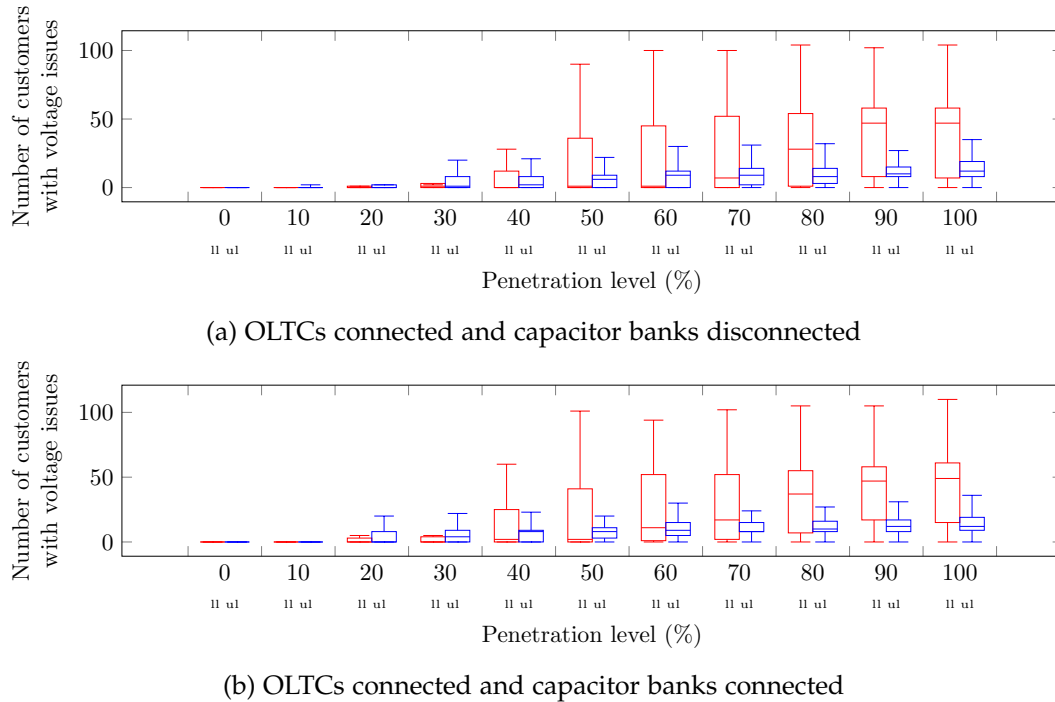 Number of customers
with voltage issues
100
50
0
0 10 20 30 40 50 60 70 80 90 100
ll ul ll ul ll ul ll ul ll ul ll ul ll ul ll ul ll ul ll ul ll ul
Penetration level (%)
(a) OLTCs connected and capacitor banks disconnected
Number of customers
with voltage issues
100
50
0
0 10 20 30 40 50 60 70 80 90 100
ll ul ll ul ll ul ll ul ll ul ll ul ll ul ll ul ll ul ll ul ll ul
Penetration level (%)
(b) OLTCs connected and capacitor banks connected